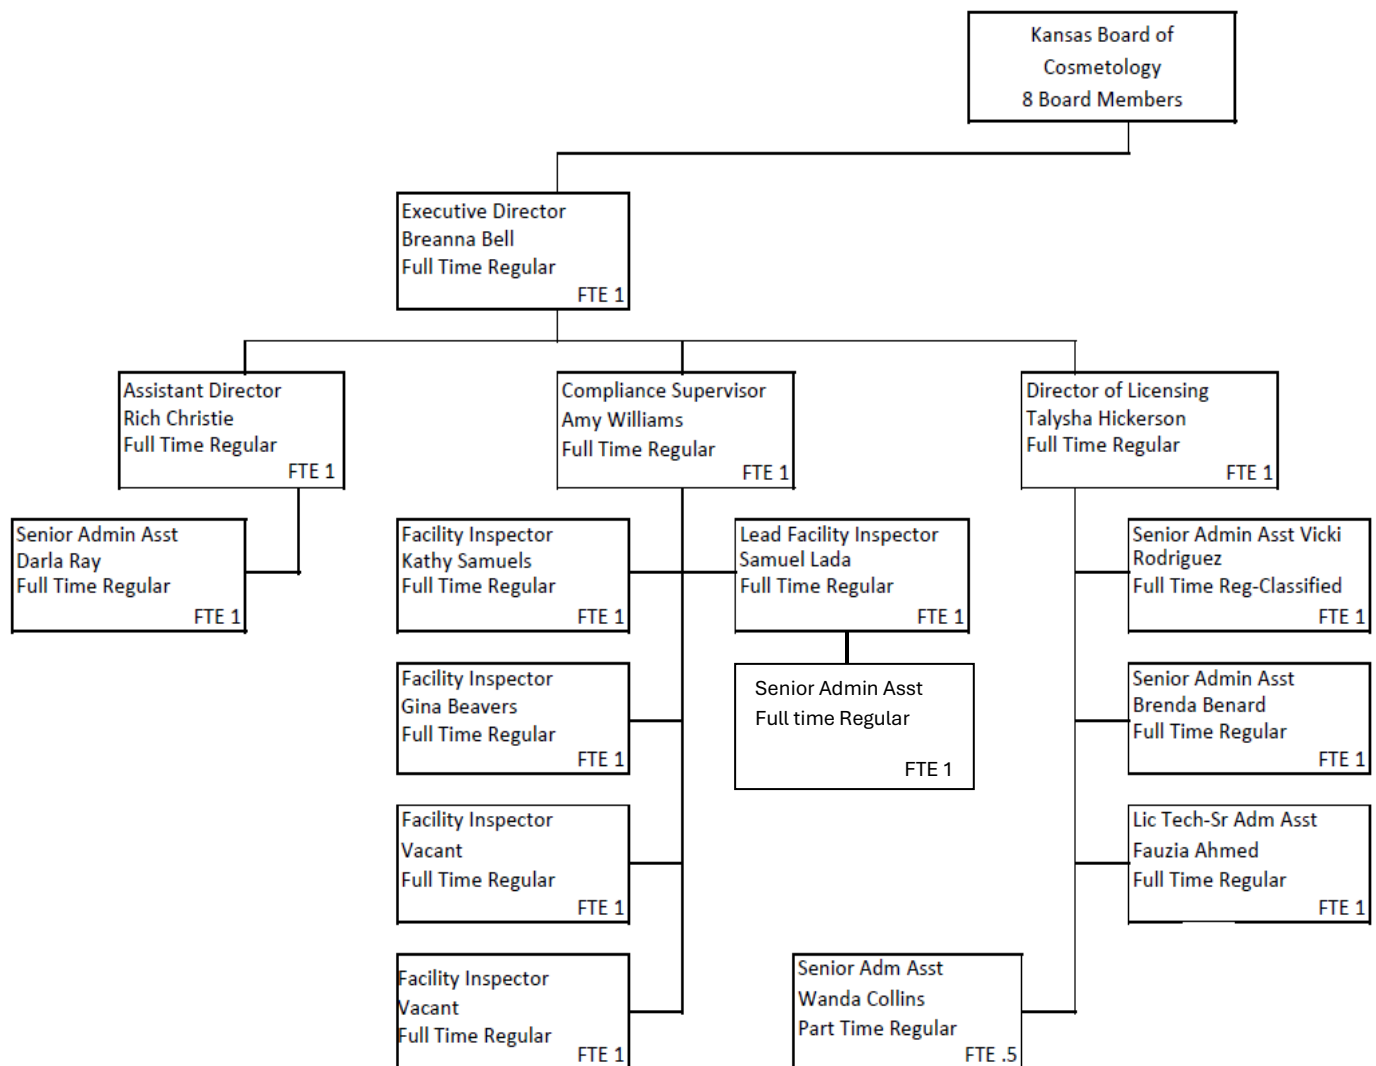 Kansas Board of
Cosmetology
8 Board Members
Executive Director
Breanna Bell
Full Time Regular
FTE 1
Assistant Director
Rich Christie
Full Time Regular
FTE 1
Compliance Supervisor
Amy Williams
Full Time Regular
FTE 1
Director of Licensing
Talysha Hickerson
Full Time Regular
FTE 1
Senior Admin Asst
Darla Ray
Full Time Regular
FTE 1
Facility Inspector
Kathy Samuels
Full Time Regular
FTE 1
Lead Facility Inspector
Samuel Lada
Full Time Regular
FTE 1
Senior Admin Asst Vicki
Rodriguez
Full Time Reg-Classified
FTE 1
Facility Inspector
Gina Beavers
Full Time Regular
FTE 1
Senior Admin Asst
Full time Regular
FTE 1
Senior Admin Asst
Brenda Benard
Full Time Regular
FTE 1
Facility Inspector
Vacant
Full Time Regular
FTE 1
Lic Tech-Sr Adm Asst
Fauzia Ahmed
Full Time Regular
FTE 1
Facility Inspector
Vacant
Full Time Regular
FTE 1
Senior Adm Asst
Wanda Collins
Part Time Regular
FTE .5